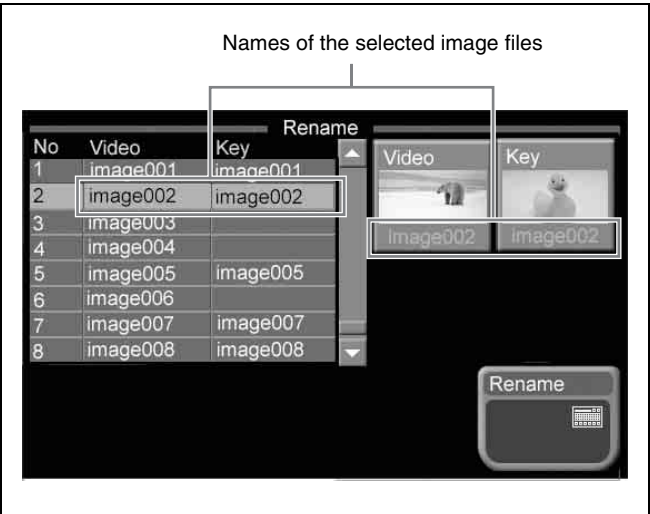 Names of the selected image files
Rename
No Video Key
1 image001 image001
2 image002 image002
3 image003
4 image004
5 image005 image005
6 image006
7 image007 image007
8 image008 image008
Video Key
Image002 Image002
Rename